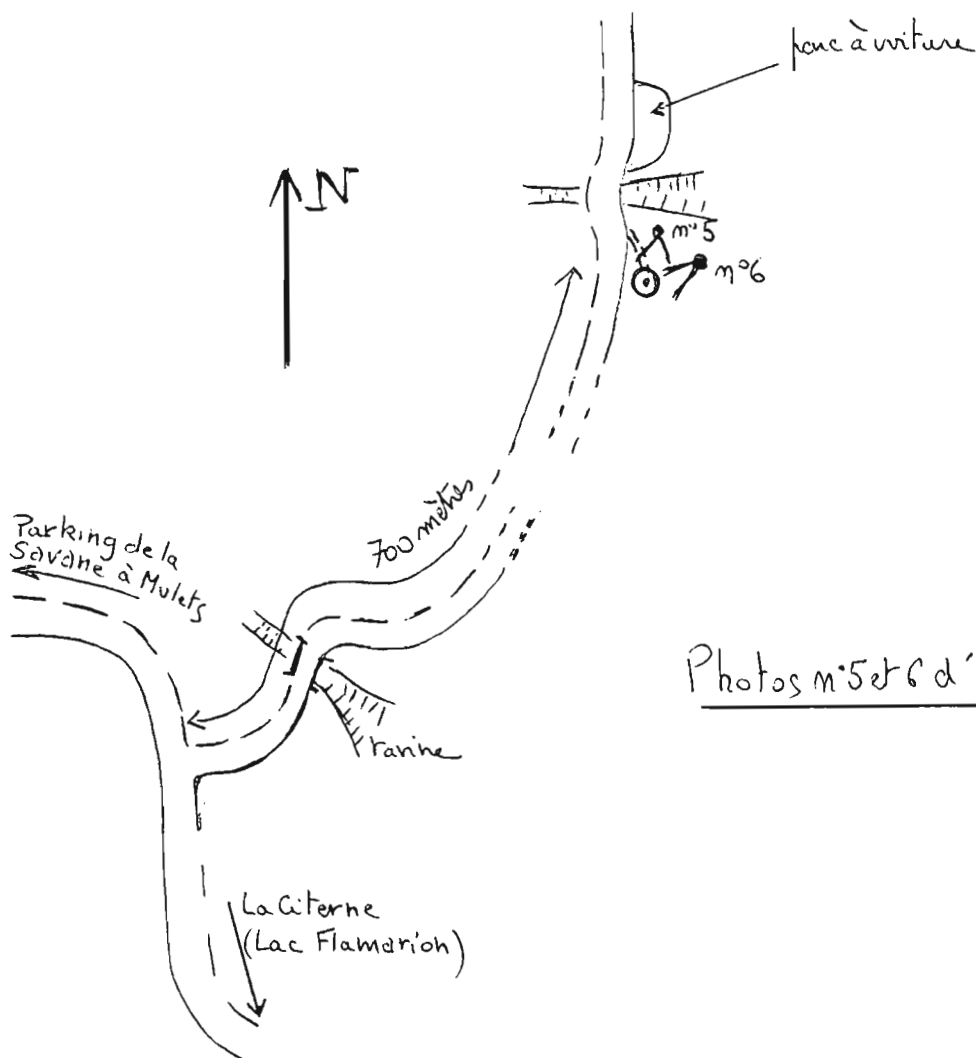 parc à voiture
N
n°5
n°6
700 mètres
Parking de la
Savane à Mulets
Photos n°5 et 6 d'
ravine
La Citerne
(Lac Flamarion)